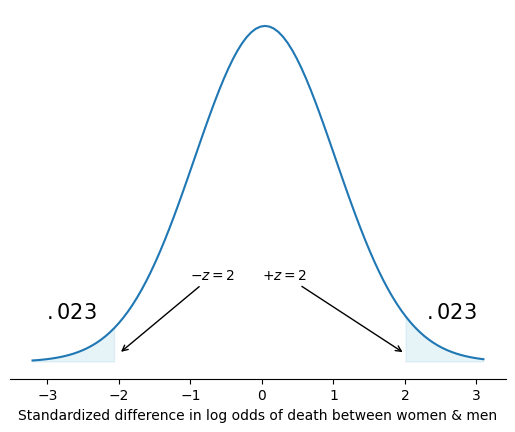 −z = 2 +z = 2
.023 .023
−3 −2 −1 0 1 2 3
Standardized difference in log odds of death between women & men